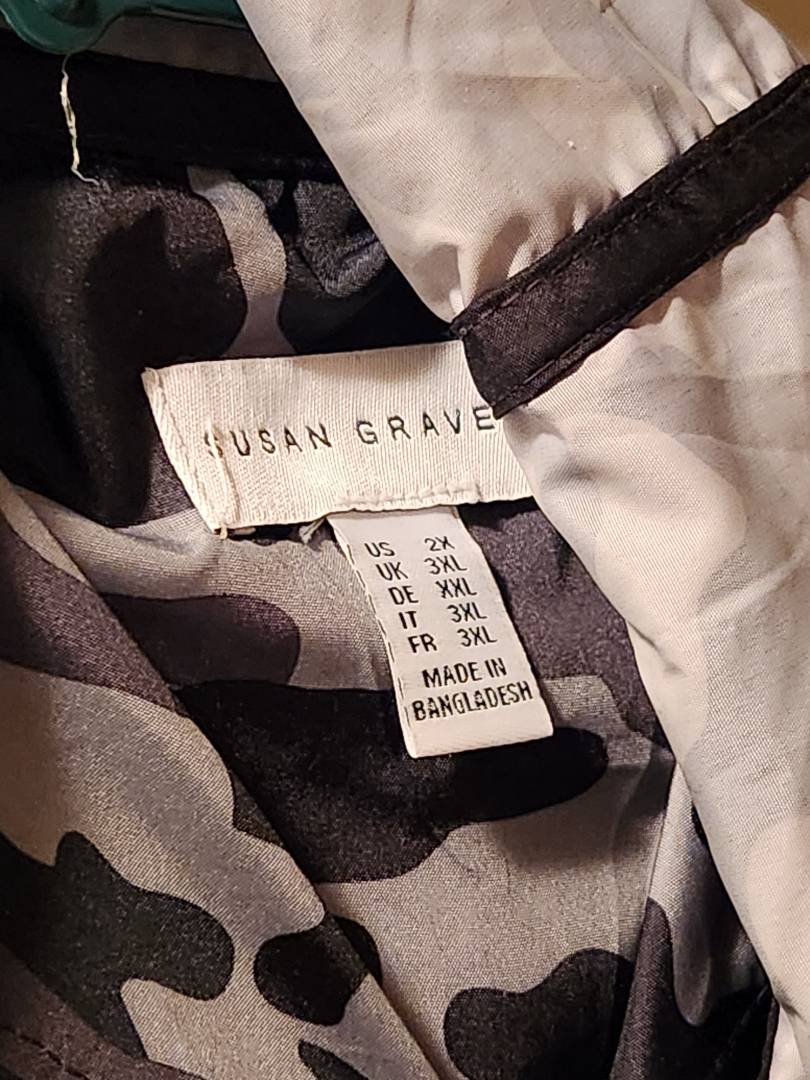 SUSAN GRAVE
US 2X
UK 3XL
DE XXL
IT 3XL
FR 3XL
MADE IN
BANGLADESH